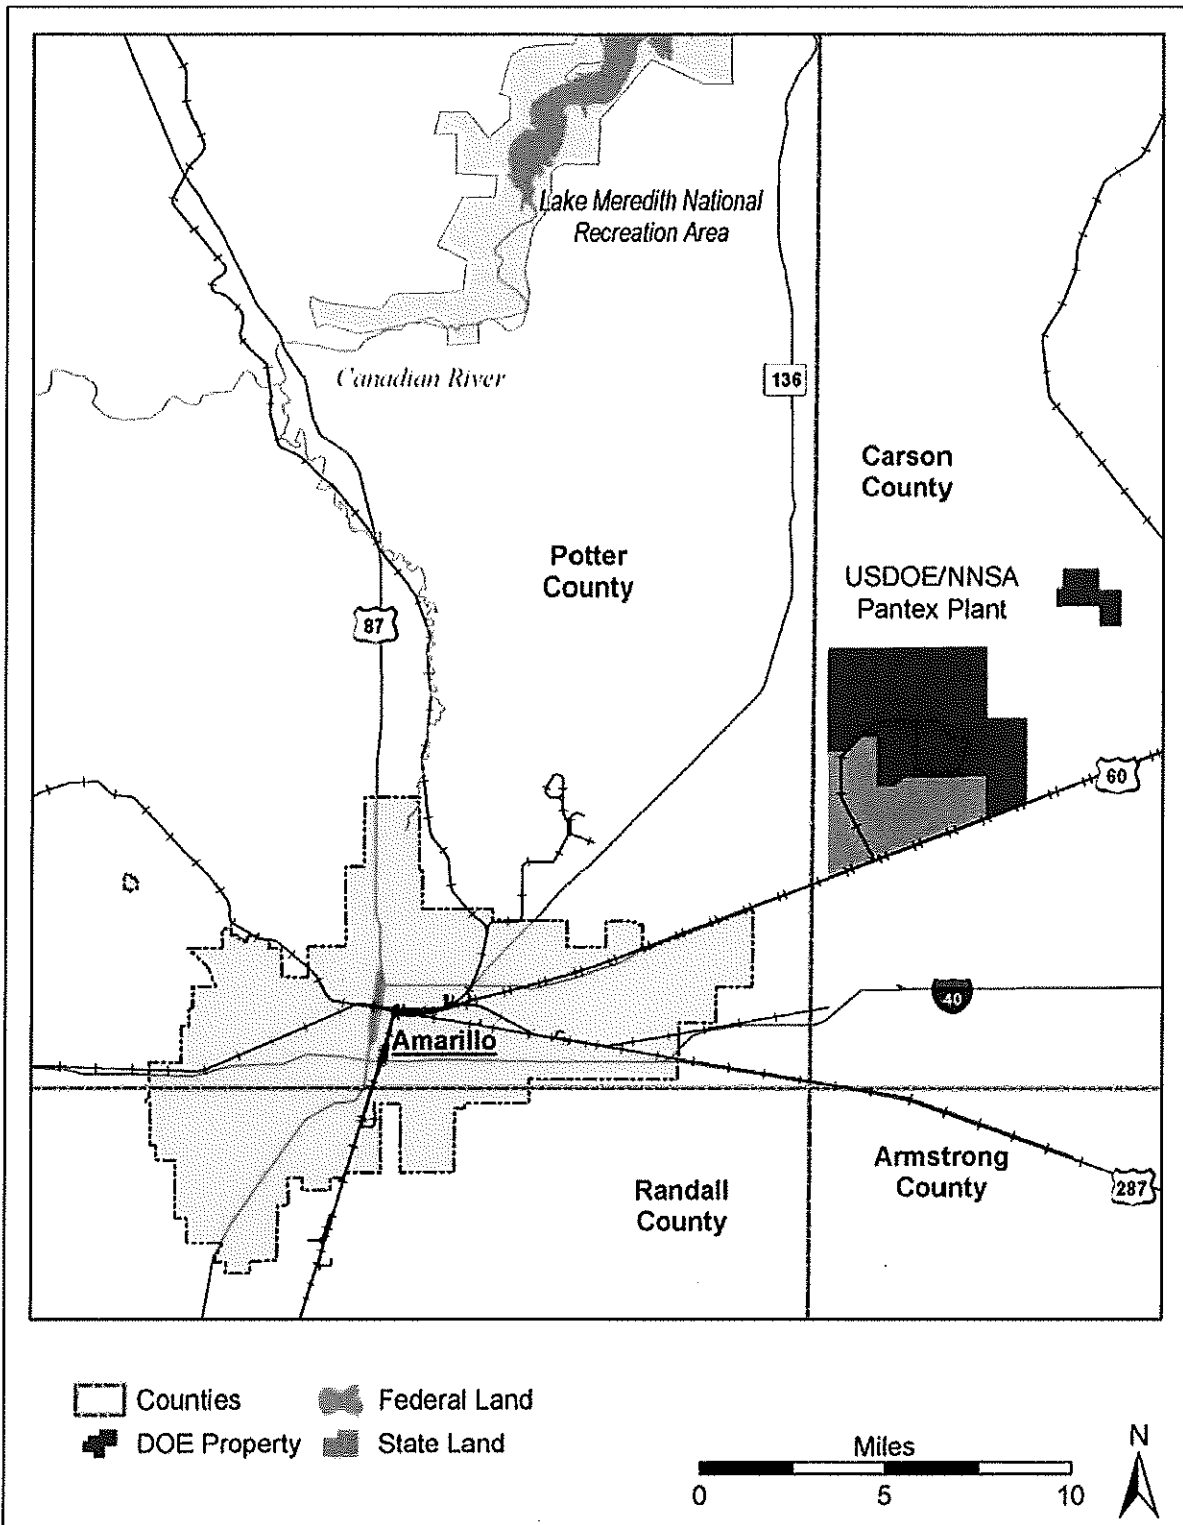 Lake Meredith National
Recreation Area
Canadian River
136
Carson
County
Potter
County
USDOE/NNSA
Pantex Plant
87
60
40
Amarillo
Armstrong
County
Randall
County
287
Counties
Federal Land
DOE Property
State Land
Miles
0 5 10
N